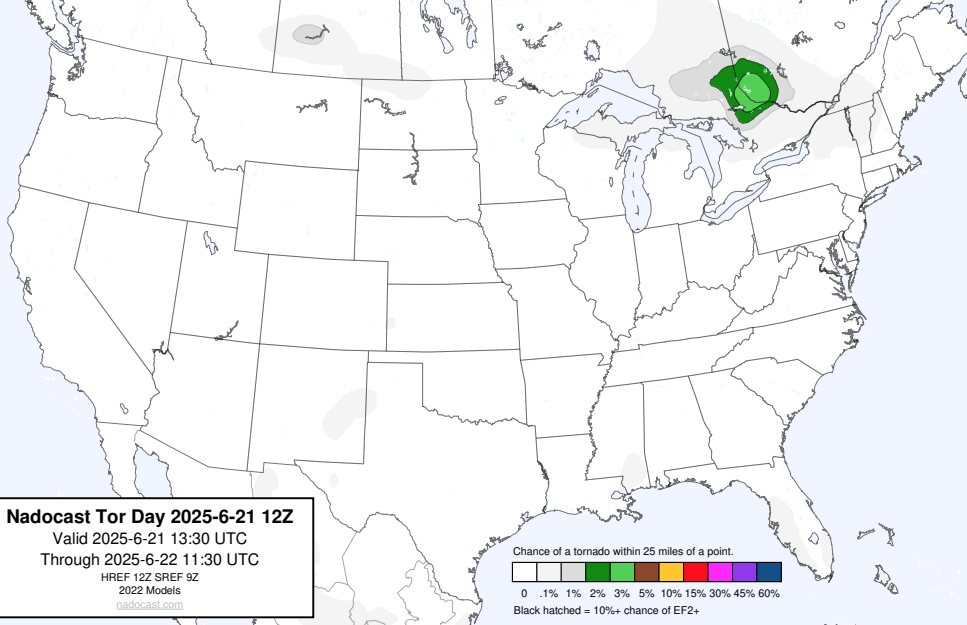 Nadocast Tor Day 2025-6-21 12Z
Valid 2025-6-21 13:30 UTC
Through 2025-6-22 11:30 UTC
HREF 12Z SREF 9Z
2022 Models
nadocast.com
Chance of a tornado within 25 miles of a point.
0 .1% 1% 2% 3% 5% 10% 15% 30% 45% 60%
Black hatched = 10%+ chance of EF2+